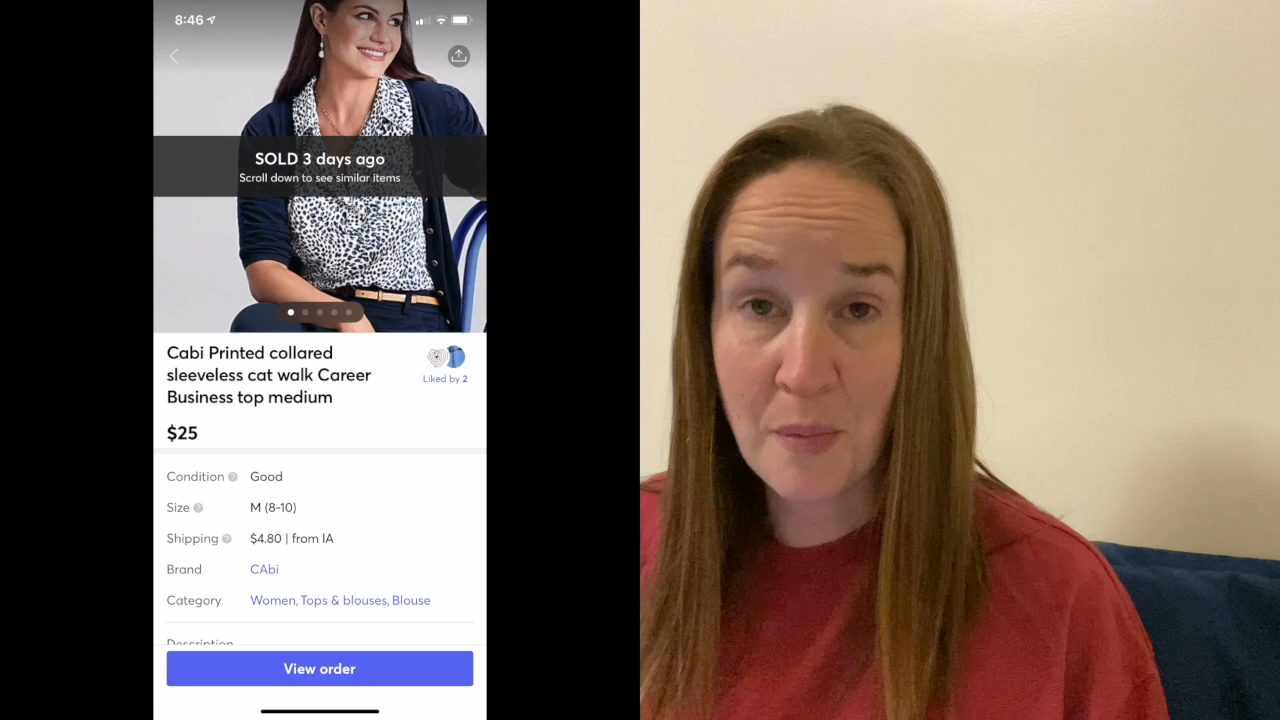 8:46
SOLD 3 days ago
Scroll down to see similar items
Cabi Printed collared
sleeveless cat walk Career
Business top medium
Liked by 2
$25
Condition ? Good
Size ? M (8-10)
Shipping ? $4.80 | from IA
Brand CAbi
Category Women, Tops & blouses, Blouse
Description
View order